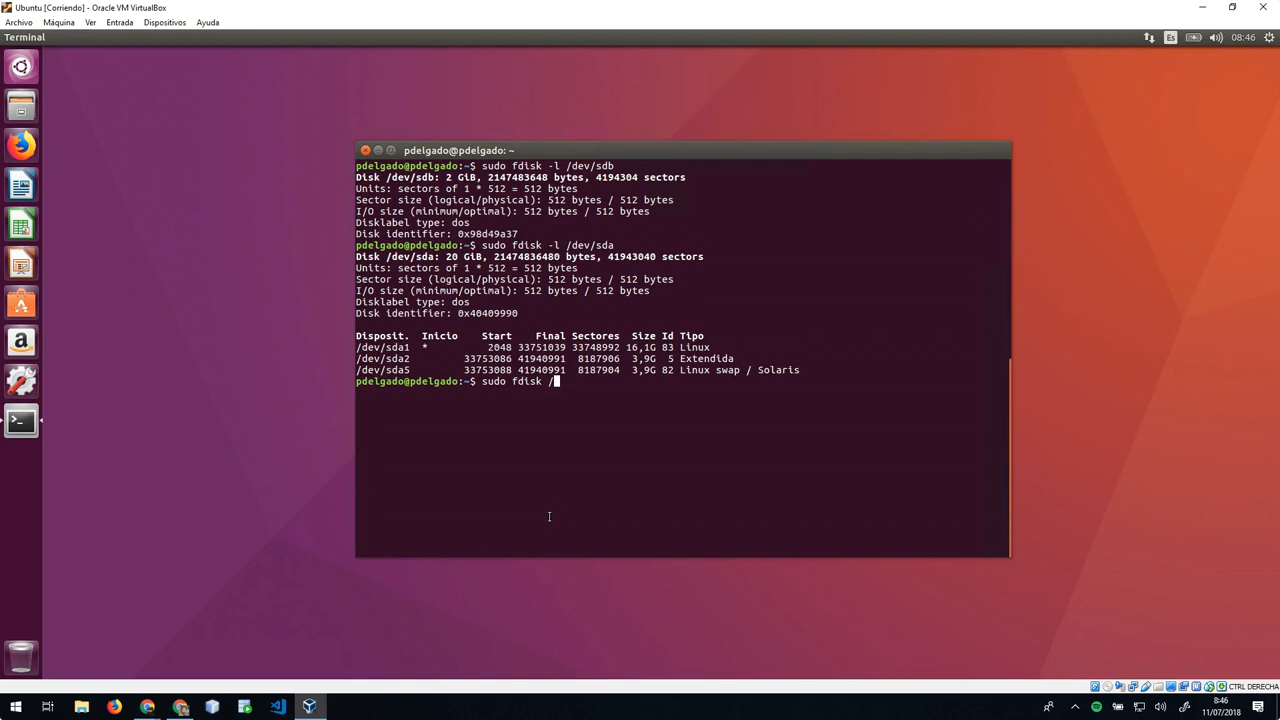 Ubuntu [Corriendo] - Oracle VM VirtualBox
Archivo Máquina Ver Entrada Dispositivos Ayuda
Terminal Es 08:46
pdelgado@pdelgado: ~
pdelgado@pdelgado:~$ sudo fdisk -l /dev/sdb
Disk /dev/sdb: 2 GiB, 2147483648 bytes, 4194304 sectors
Units: sectors of 1 * 512 = 512 bytes
Sector size (logical/physical): 512 bytes / 512 bytes
I/O size (minimum/optimal): 512 bytes / 512 bytes
Disklabel type: dos
Disk identifier: 0x98d49a37
pdelgado@pdelgado:~$ sudo fdisk -l /dev/sda
Disk /dev/sda: 20 GiB, 21474836480 bytes, 41943040 sectors
Units: sectors of 1 * 512 = 512 bytes
Sector size (logical/physical): 512 bytes / 512 bytes
I/O size (minimum/optimal): 512 bytes / 512 bytes
Disklabel type: dos
Disk identifier: 0x40409990
Disposit. Inicio Start Final Sectores Size Id Tipo
/dev/sda1 * 2048 33751039 33748992 16,1G 83 Linux
/dev/sda2 33753086 41940991 8187906 3,9G 5 Extendida
/dev/sda5 33753088 41940991 8187904 3,9G 82 Linux swap / Solaris
pdelgado@pdelgado:~$ sudo fdisk /
CTRL DERECHA
8:46
11/07/2018